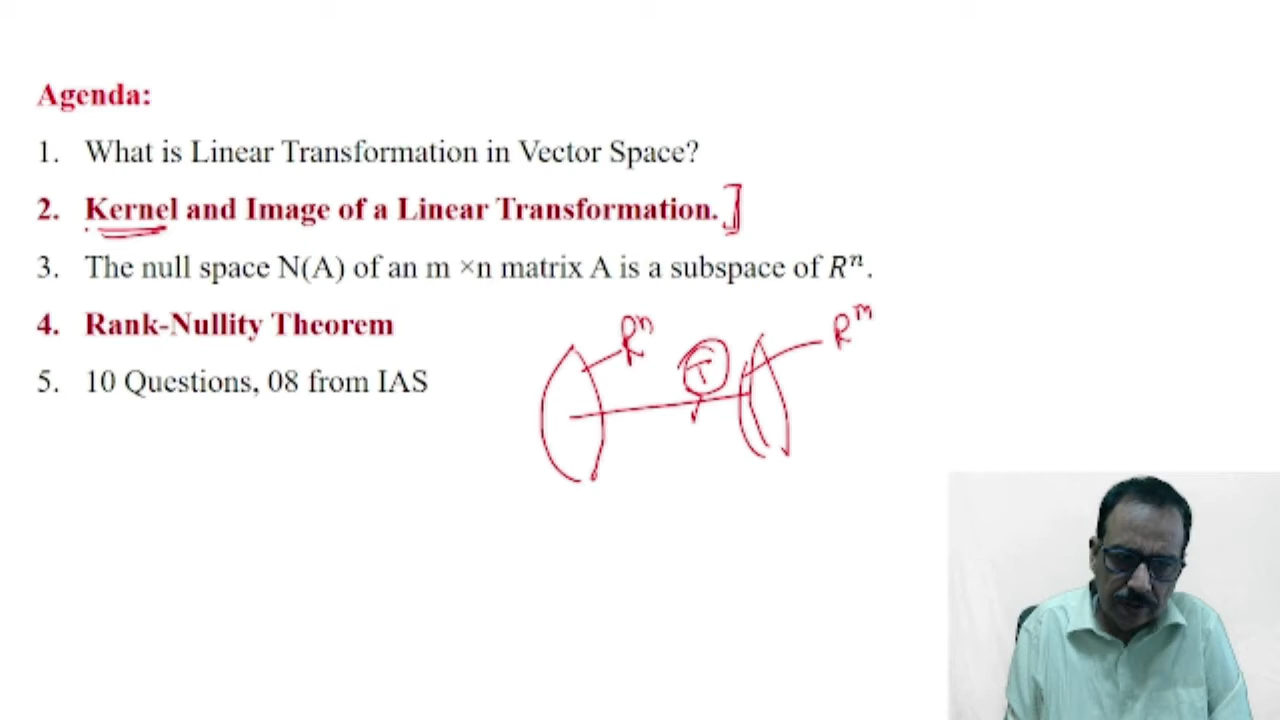 Agenda:
1. What is Linear Transformation in Vector Space?
2. Kernel and Image of a Linear Transformation.
3. The null space N(A) of an m ×n matrix A is a subspace of Rⁿ.
4. Rank-Nullity Theorem
5. 10 Questions, 08 from IAS
Rⁿ
T
Rᵐ